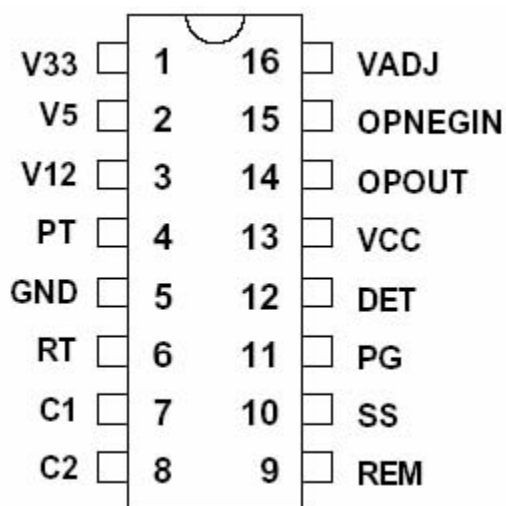 V33 1 16 VADJ
V5 2 15 OPNEGIN
V12 3 14 OPOUT
PT 4 13 VCC
GND 5 12 DET
RT 6 11 PG
C1 7 10 SS
C2 8 9 REM